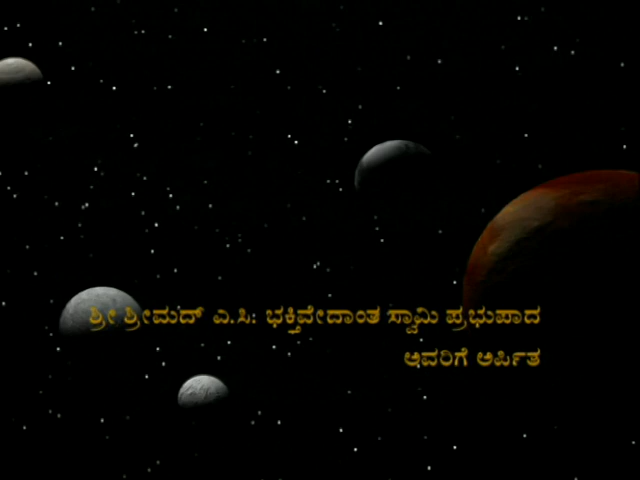 ಶ್ರೀ ಶ್ರೀಮದ್ ಎ.ಸಿ. ಭಕ್ತಿವೇದಾಂತ ಸ್ವಾಮಿ ಪ್ರಭುಪಾದ
ಅವರಿಗೆ ಅರ್ಪಿತ